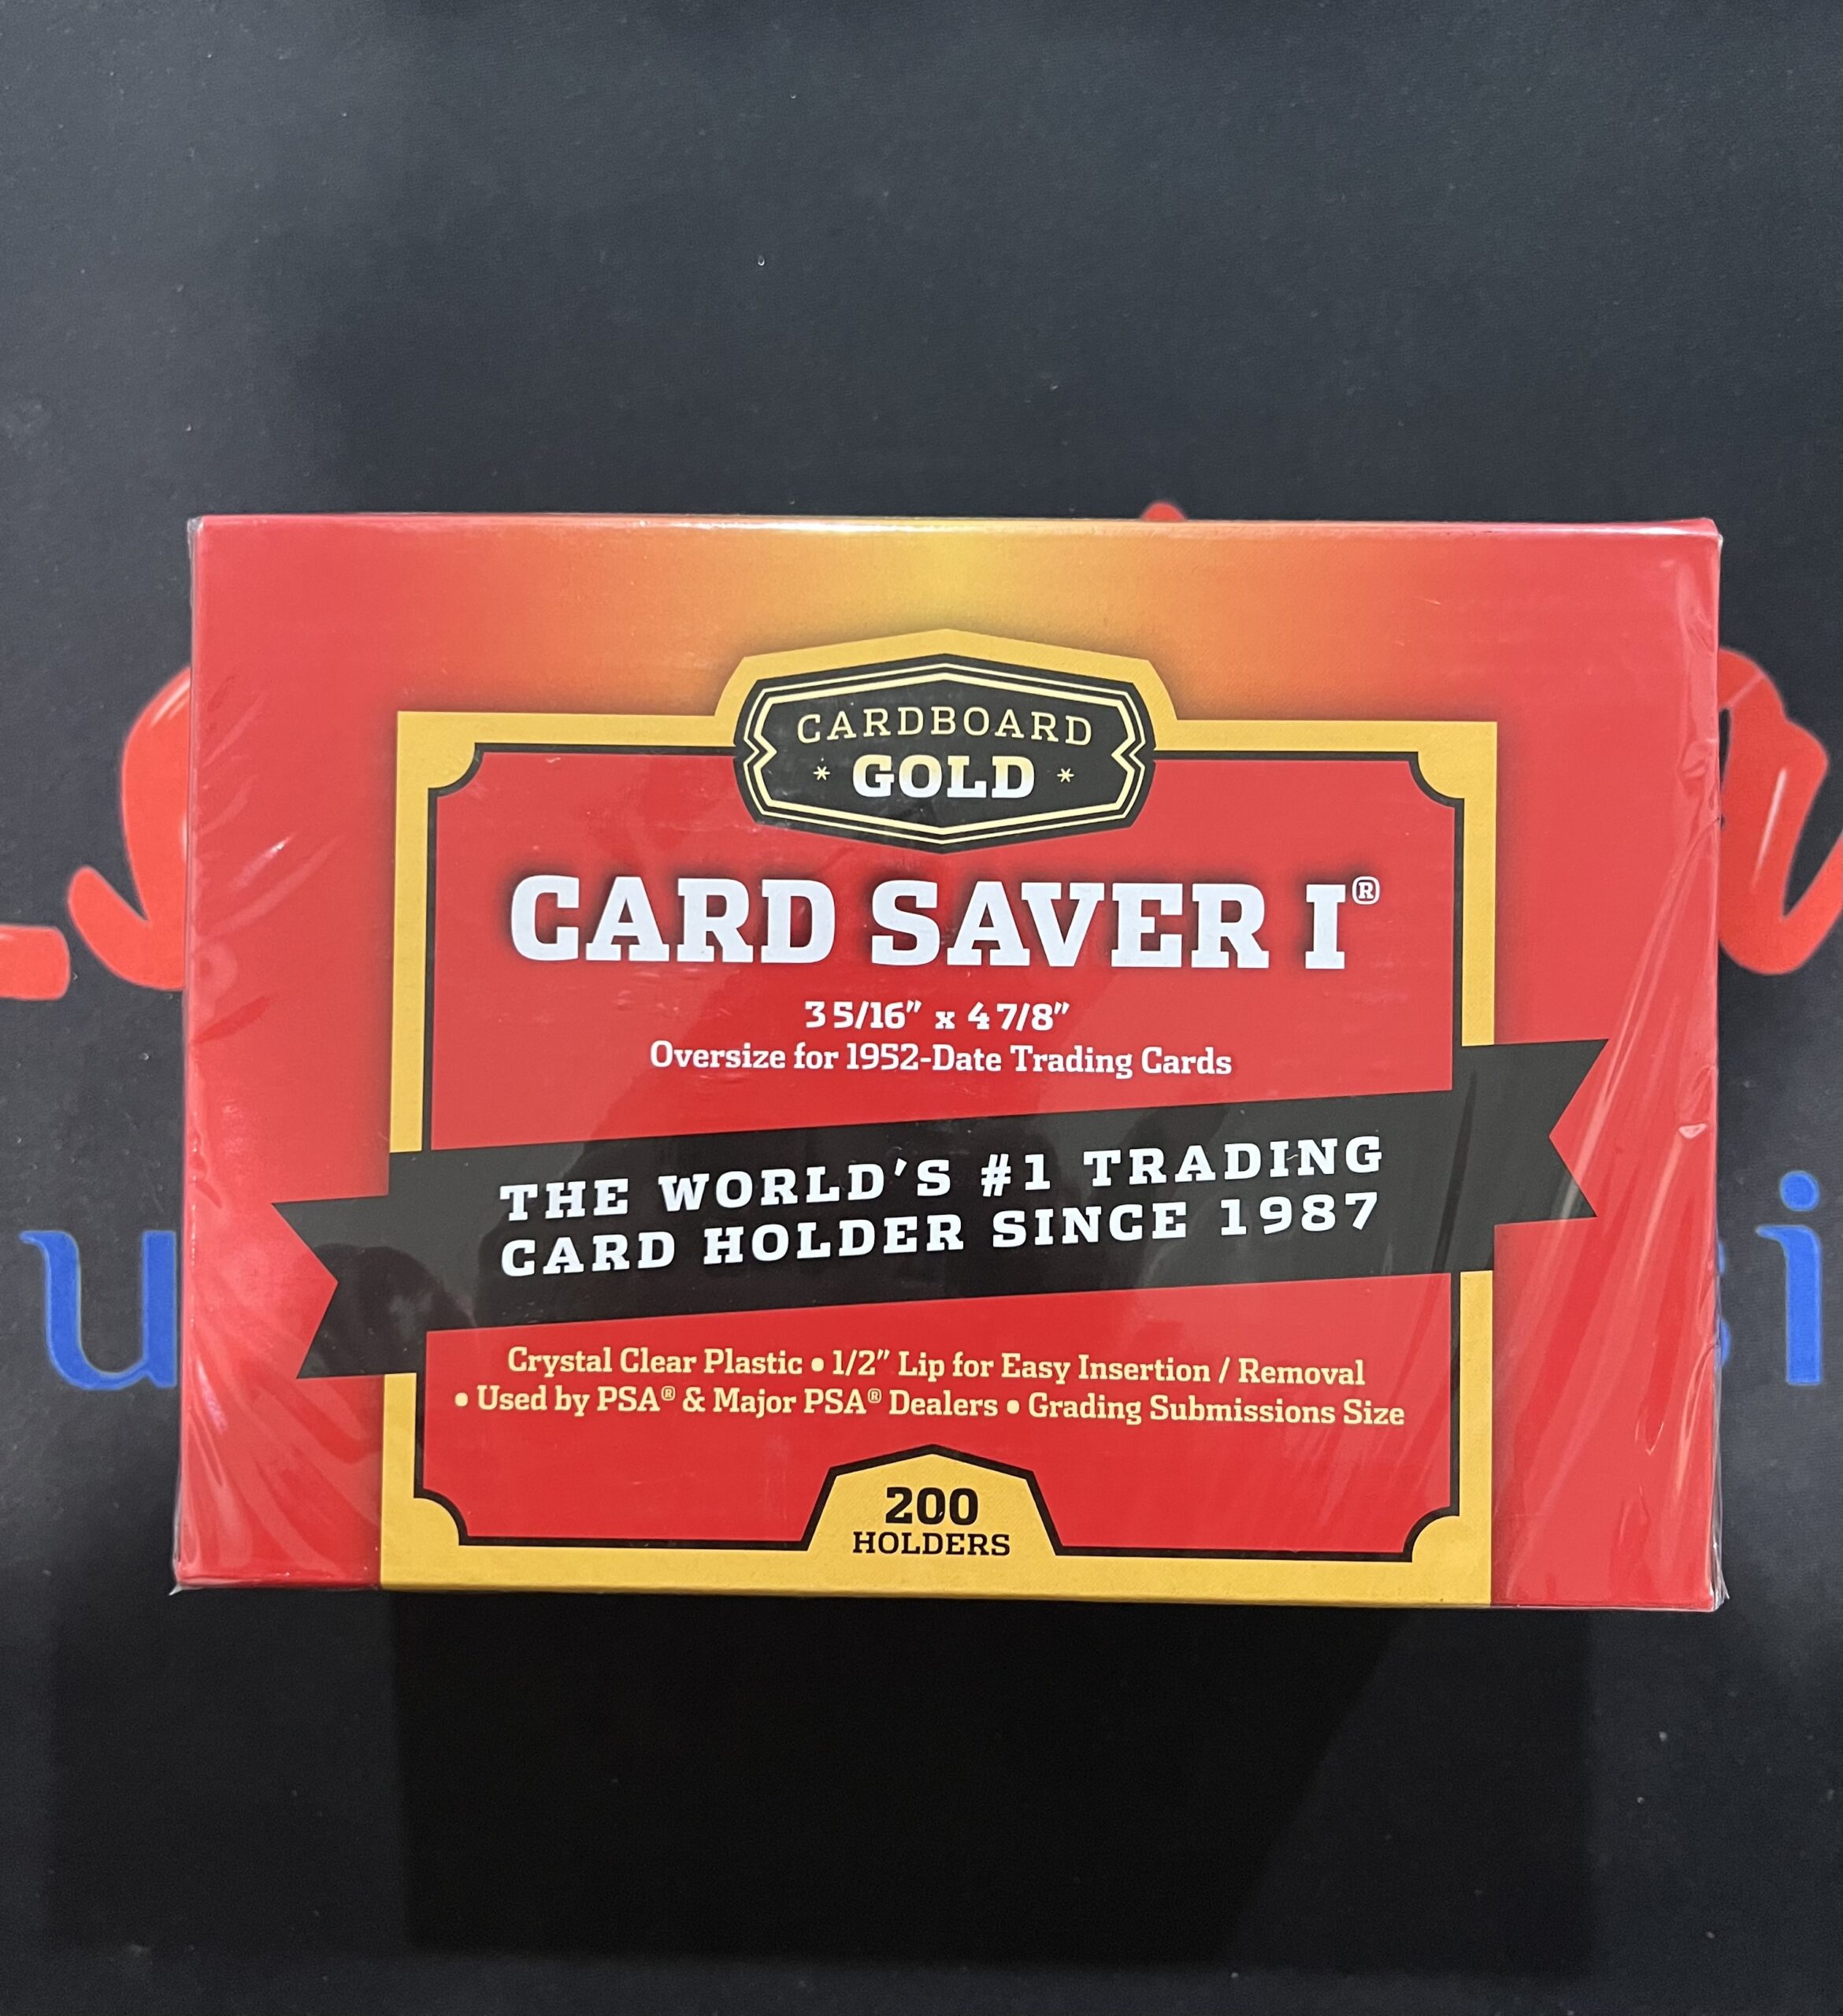 CARDBOARD
* GOLD *
CARD SAVER I®
3 5/16″ x 4 7/8″
Oversize for 1952-Date Trading Cards
THE WORLD'S #1 TRADING
CARD HOLDER SINCE 1987
Crystal Clear Plastic • 1/2″ Lip for Easy Insertion / Removal
• Used by PSA® & Major PSA® Dealers • Grading Submissions Size
200
HOLDERS